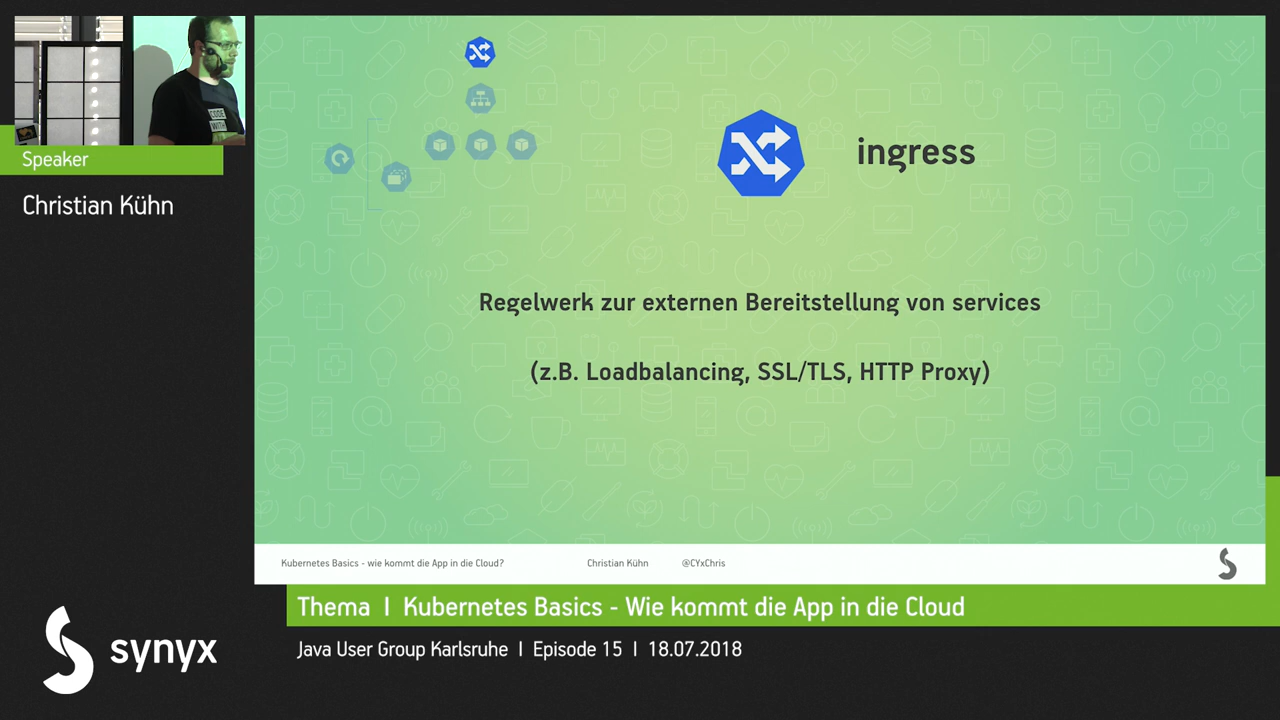 CODE
WITH
Speaker
Christian Kühn
ingress
Regelwerk zur externen Bereitstellung von services
(z.B. Loadbalancing, SSL/TLS, HTTP Proxy)
Kubernetes Basics - wie kommt die App in die Cloud? Christian Kühn @CYxChris
Thema I Kubernetes Basics - Wie kommt die App in die Cloud
Java User Group Karlsruhe I Episode 15 I 18.07.2018
synyx